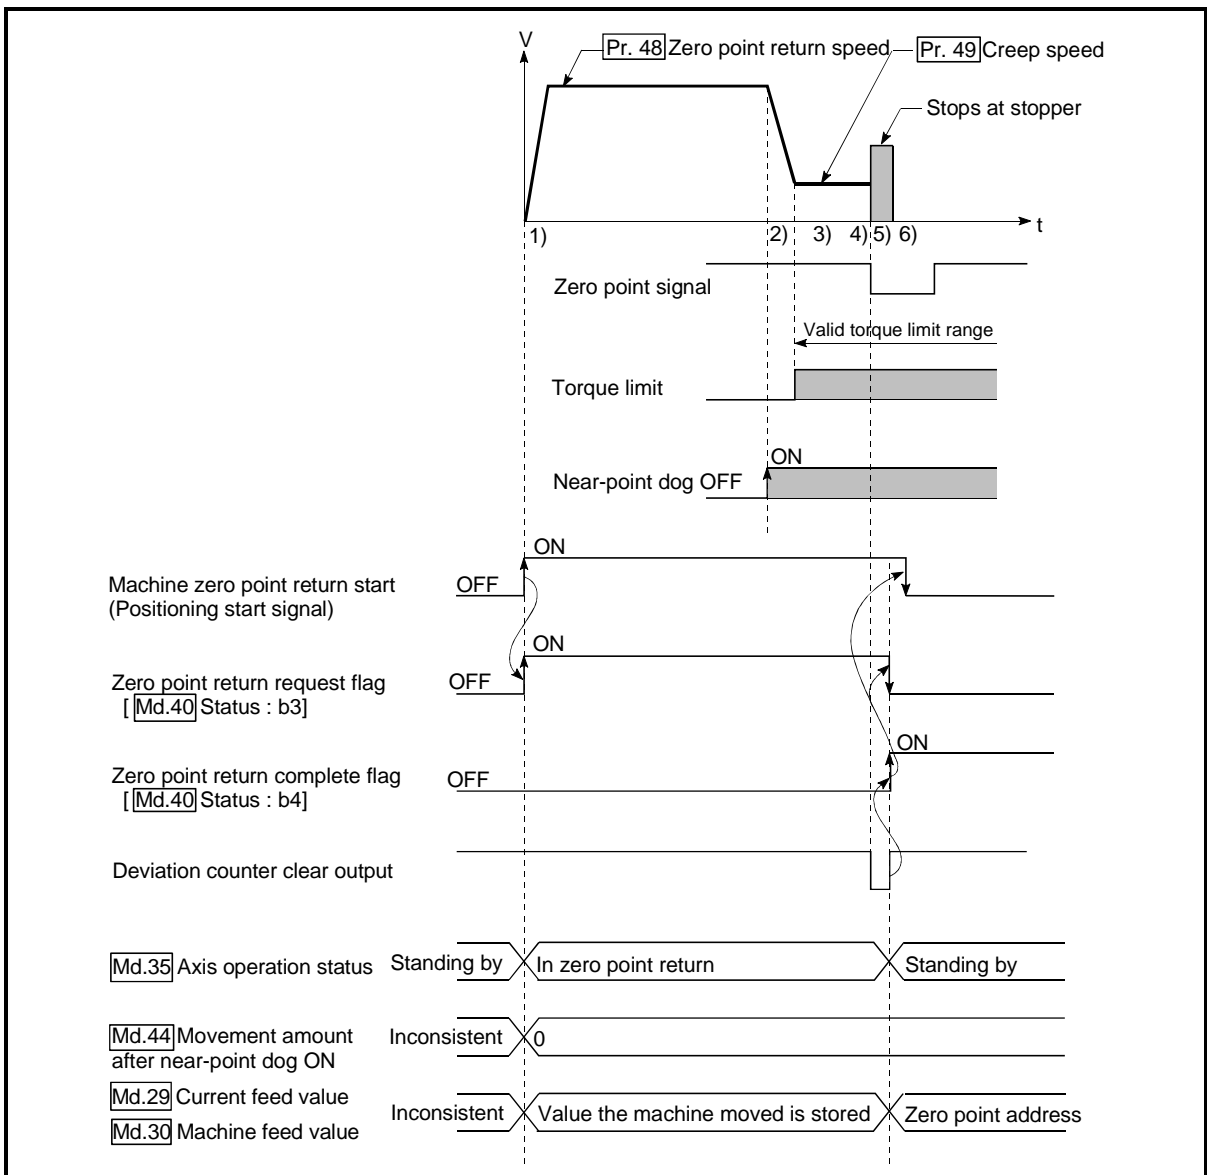 V
Pr. 48 Zero point return speed
Pr. 49 Creep speed
Stops at stopper
t
1)
2)
3)
4)
5)
6)
Zero point signal
Valid torque limit range
Torque limit
ON
Near-point dog OFF
ON
Machine zero point return start
(Positioning start signal)
OFF
ON
Zero point return request flag
[ Md.40 Status : b3]
OFF
ON
Zero point return complete flag
[ Md.40 Status : b4]
OFF
Deviation counter clear output
Md.35 Axis operation status
Standing by
In zero point return
Standing by
Md.44 Movement amount
after near-point dog ON
Inconsistent
0
Md.29 Current feed value
Md.30 Machine feed value
Inconsistent
Value the machine moved is stored
Zero point address